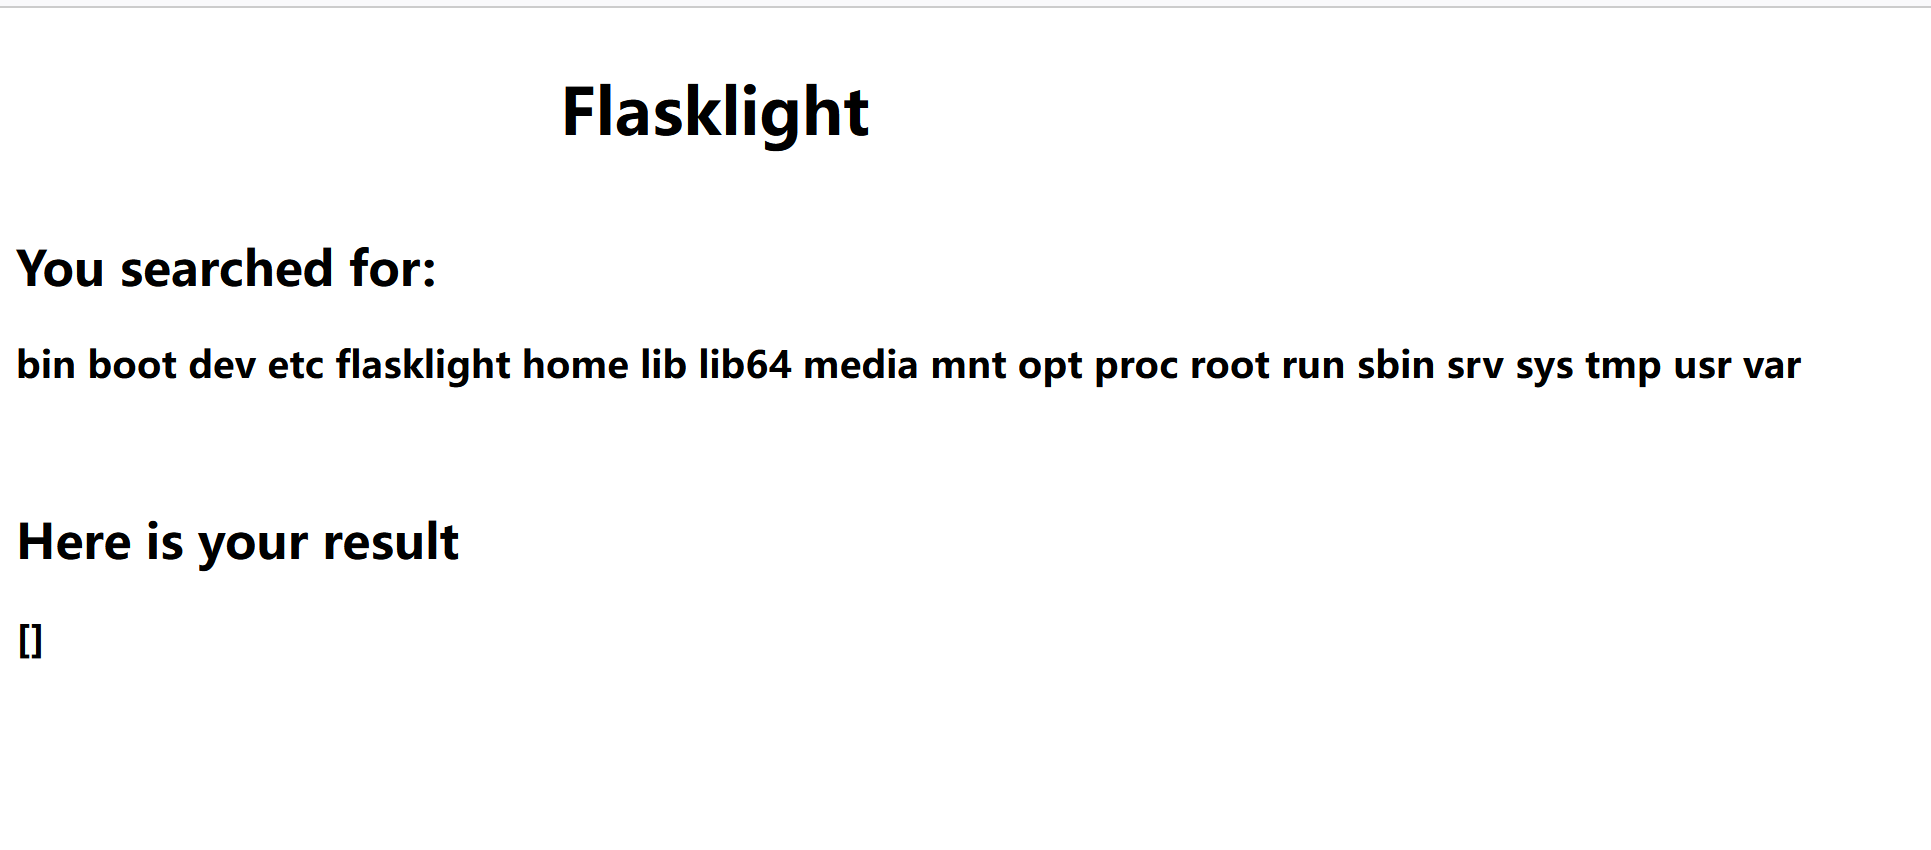 Flasklight
You searched for:
bin boot dev etc flasklight home lib lib64 media mnt opt proc root run sbin srv sys tmp usr var
Here is your result
[]